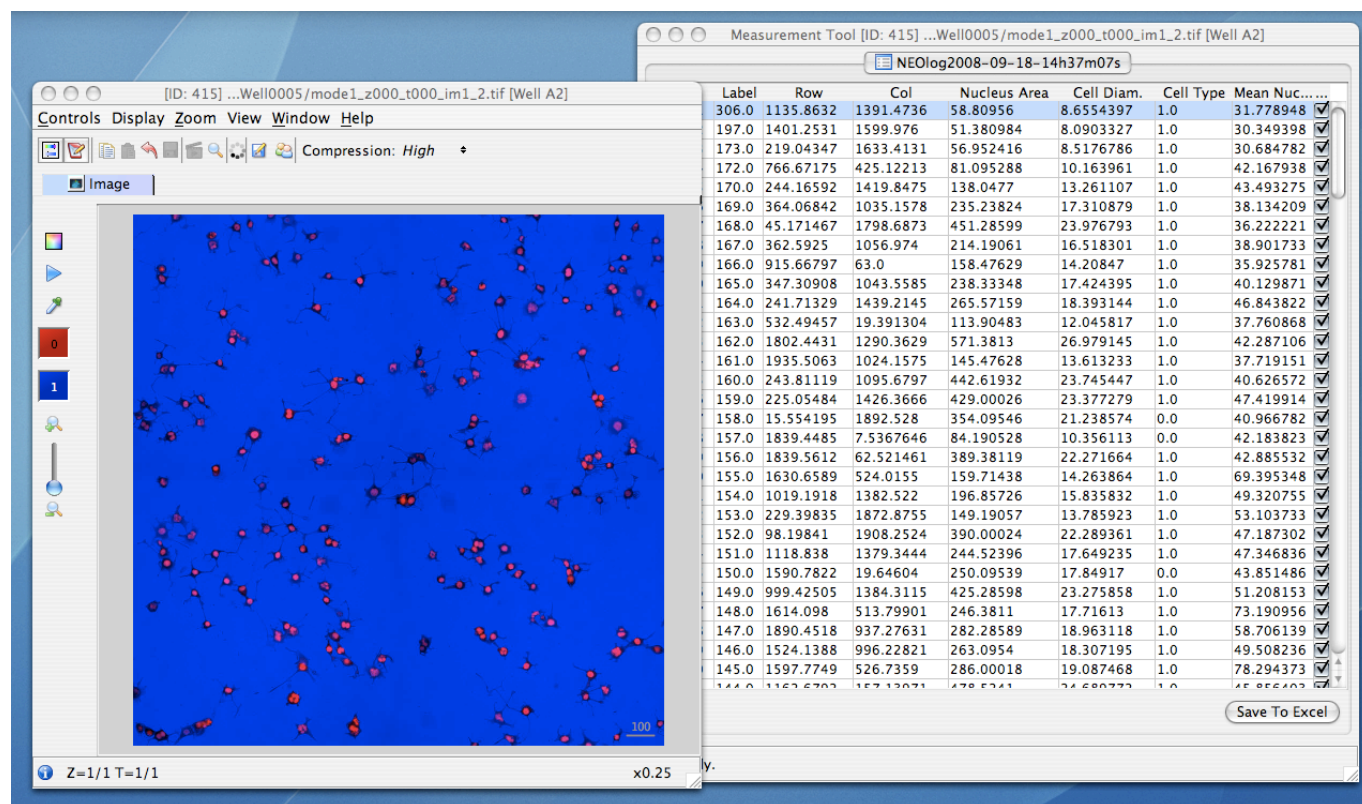 Measurement Tool [ID: 415] ...Well0005/mode1_z000_t000_im1_2.tif [Well A2]
NEOlog2008-09-18-14h37m07s
Label Row Col Nucleus Area Cell Diam. Cell Type Mean Nuc... ...
306.0 1135.8632 1391.4736 58.80956 8.6554397 1.0 31.778948
197.0 1401.2531 1599.976 51.380984 8.0903327 1.0 30.349398
173.0 219.04347 1633.4131 56.952416 8.5176786 1.0 30.684782
172.0 766.67175 425.12213 81.095288 10.163961 1.0 42.167938
170.0 244.16592 1419.8475 138.0477 13.261107 1.0 43.493275
169.0 364.06842 1035.1578 235.23824 17.310879 1.0 38.134209
168.0 45.171467 1798.6873 451.28599 23.976793 1.0 36.222221
167.0 362.5925 1056.974 214.19061 16.518301 1.0 38.901733
166.0 915.66797 63.0 158.47629 14.20847 1.0 35.925781
165.0 347.30908 1043.5585 238.33348 17.424395 1.0 40.129871
164.0 241.71329 1439.2145 265.57159 18.393144 1.0 46.843822
163.0 532.49457 19.391304 113.90483 12.045817 1.0 37.760868
162.0 1802.4431 1290.3629 571.3813 26.979145 1.0 42.287106
161.0 1935.5063 1024.1575 145.47628 13.613233 1.0 37.719151
160.0 243.81119 1095.6797 442.61932 23.745447 1.0 40.626572
159.0 225.05484 1426.3666 429.00026 23.377279 1.0 47.419914
158.0 15.554195 1892.528 354.09546 21.238574 0.0 40.966782
157.0 1839.4485 7.5367646 84.190528 10.356113 0.0 42.183823
156.0 1839.5612 62.521461 389.38119 22.271664 1.0 42.885532
155.0 1630.6589 524.0155 159.71438 14.263864 1.0 69.395348
154.0 1019.1918 1382.522 196.85726 15.835832 1.0 49.320755
153.0 229.39835 1872.8755 149.19057 13.785923 1.0 53.103733
152.0 98.19841 1908.2524 390.00024 22.289361 1.0 47.187302
151.0 1118.838 1379.3444 244.52396 17.649235 1.0 47.346836
150.0 1590.7822 19.64604 250.09539 17.84917 0.0 43.851486
149.0 999.42505 1384.3115 425.28598 23.275858 1.0 51.208153
148.0 1614.098 513.79901 246.3811 17.71613 1.0 73.190956
147.0 1890.4518 937.27631 282.28589 18.963118 1.0 58.706139
146.0 1524.1388 996.22821 263.0954 18.307195 1.0 49.508236
145.0 1597.7749 526.7359 286.00018 19.087468 1.0 78.294373
Save To Excel
ly.
[ID: 415] ...Well0005/mode1_z000_t000_im1_2.tif [Well A2]
Controls Display Zoom View Window Help
Compression: High
Image
0
1
100
Z=1/1 T=1/1 x0.25